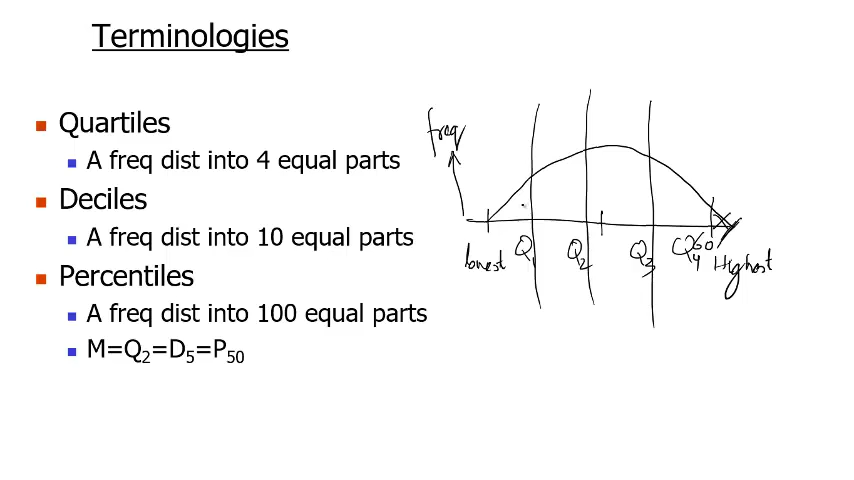 Terminologies
Quartiles
A freq dist into 4 equal parts
Deciles
A freq dist into 10 equal parts
Percentiles
A freq dist into 100 equal parts
M=Q2=D5=P50
freq
Q1 Q2 Q3 Q4
lowest Highest